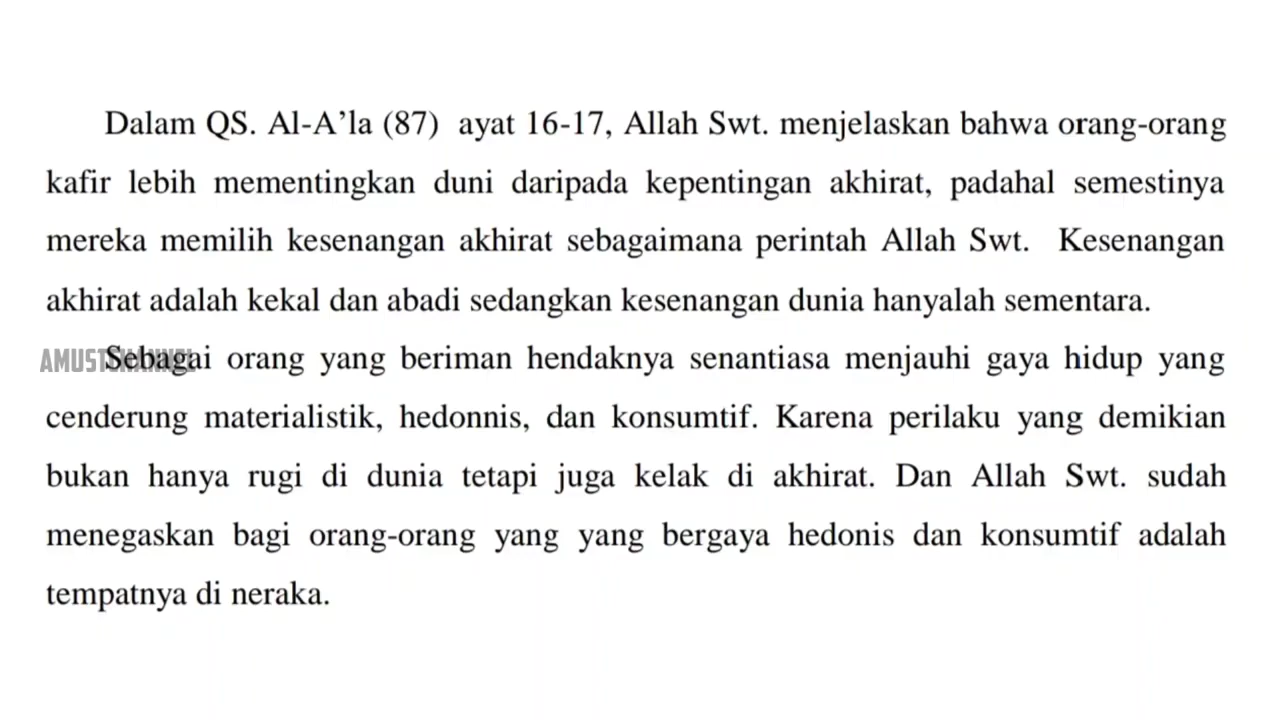 Dalam QS. Al-A’la (87) ayat 16-17, Allah Swt. menjelaskan bahwa orang-orang
kafir lebih mementingkan duni daripada kepentingan akhirat, padahal semestinya
mereka memilih kesenangan akhirat sebagaimana perintah Allah Swt. Kesenangan
akhirat adalah kekal dan abadi sedangkan kesenangan dunia hanyalah sementara.
AMUSTCHANNEL
Sebagai orang yang beriman hendaknya senantiasa menjauhi gaya hidup yang
cenderung materialistik, hedonnis, dan konsumtif. Karena perilaku yang demikian
bukan hanya rugi di dunia tetapi juga kelak di akhirat. Dan Allah Swt. sudah
menegaskan bagi orang-orang yang yang bergaya hedonis dan konsumtif adalah
tempatnya di neraka.